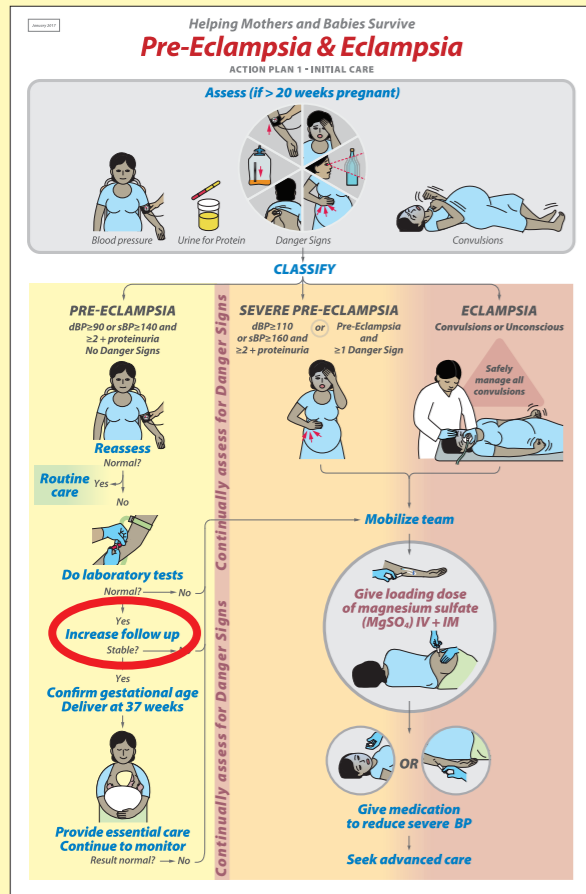 January 2017
Helping Mothers and Babies Survive
Pre-Eclampsia & Eclampsia
ACTION PLAN 1 - INITIAL CARE
Assess (if > 20 weeks pregnant)
Blood pressure
Urine for Protein
Danger Signs
Convulsions
CLASSIFY
PRE-ECLAMPSIA
dBP≥90 or sBP≥140 and
≥2 + proteinuria
No Danger Signs
Reassess
Normal?
Routine
care
Yes
No
Do laboratory tests
Normal?
No
Yes
Increase follow up
Stable?
Yes
Confirm gestational age
Deliver at 37 weeks
Provide essential care
Continue to monitor
Result normal?
No
Continually assess for Danger Signs
Continually assess for Danger Signs
SEVERE PRE-ECLAMPSIA
dBP≥110
or sBP≥160 and
≥2 + proteinuria
or
Pre-Eclampsia
and
≥1 Danger Sign
ECLAMPSIA
Convulsions or Unconscious
Safely
manage all
convulsions
Mobilize team
Give loading dose
of magnesium sulfate
(MgSO₄) IV + IM
OR
Give medication
to reduce severe BP
Seek advanced care